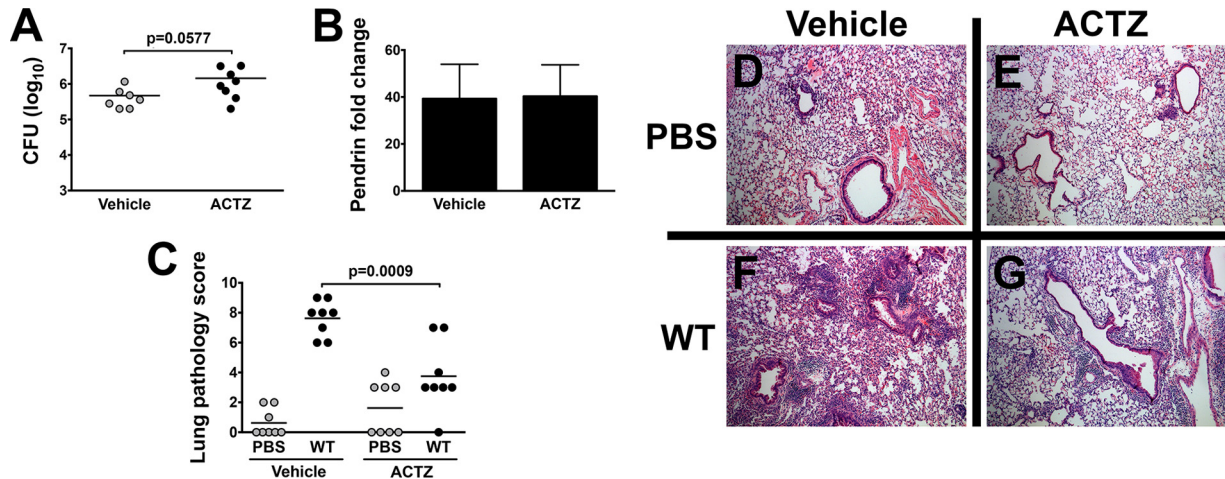 A
p=0.0577
CFU (log10)
7
6
5
4
3
Vehicle
ACTZ
B
Pendrin fold change
60
40
20
0
Vehicle
ACTZ
C
p=0.0009
Lung pathology score
10
8
6
4
2
0
PBS
WT
PBS
WT
Vehicle
ACTZ
Vehicle
ACTZ
PBS
D
E
WT
F
G